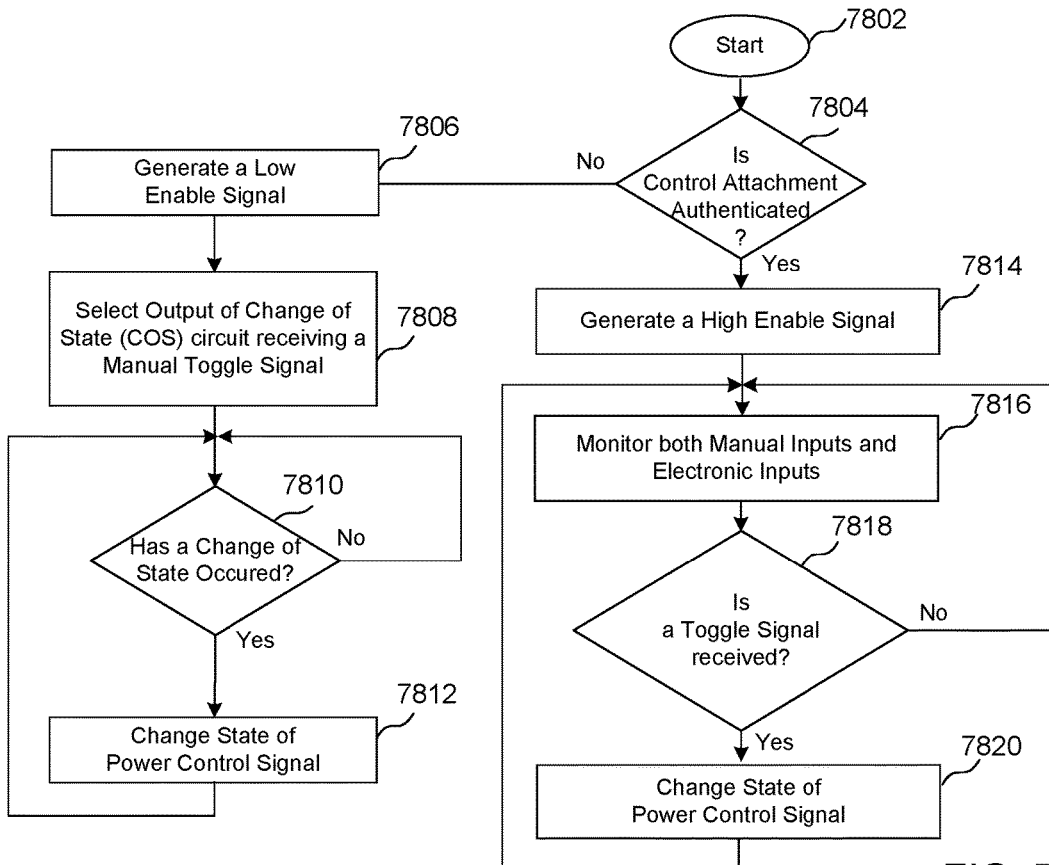 Start
7802
7804
Is
Control Attachment
Authenticated
?
No
Yes
7806
Generate a Low
Enable Signal
7808
Select Output of Change of
State (COS) circuit receiving a
Manual Toggle Signal
7810
Has a Change of
State Occured?
No
Yes
7812
Change State of
Power Control Signal
7814
Generate a High Enable Signal
7816
Monitor both Manual Inputs and
Electronic Inputs
7818
Is
a Toggle Signal
received?
No
Yes
7820
Change State of
Power Control Signal